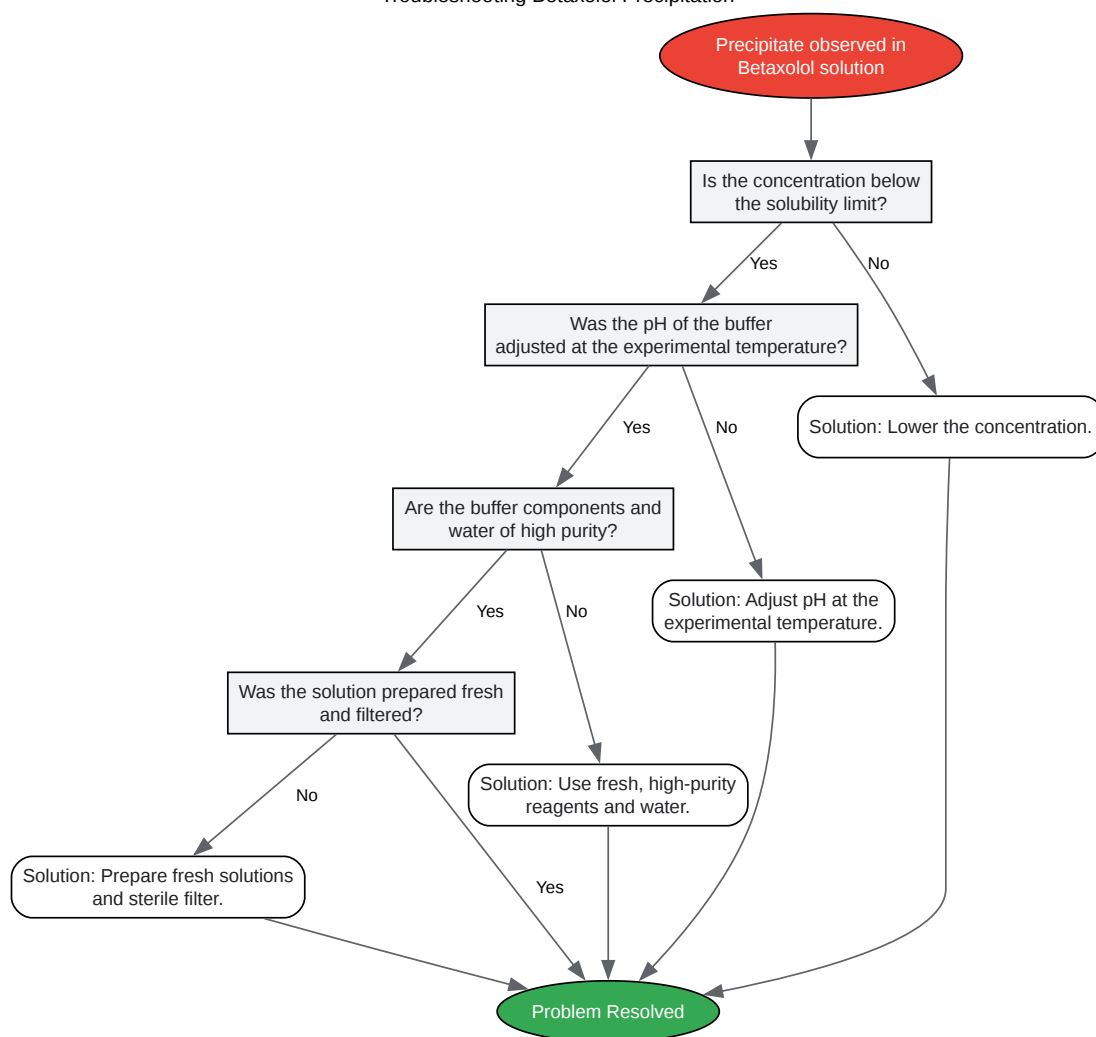 Troubleshooting Betaxolol Precipitation
Precipitate observed in
Betaxolol solution
Is the concentration below
the solubility limit?
Yes
No
Was the pH of the buffer
adjusted at the experimental temperature?
Yes
No
Solution: Lower the concentration.
Are the buffer components and
water of high purity?
Yes
No
Solution: Adjust pH at the
experimental temperature.
Was the solution prepared fresh
and filtered?
No
Yes
Solution: Use fresh, high-purity
reagents and water.
Solution: Prepare fresh solutions
and sterile filter.
Problem Resolved